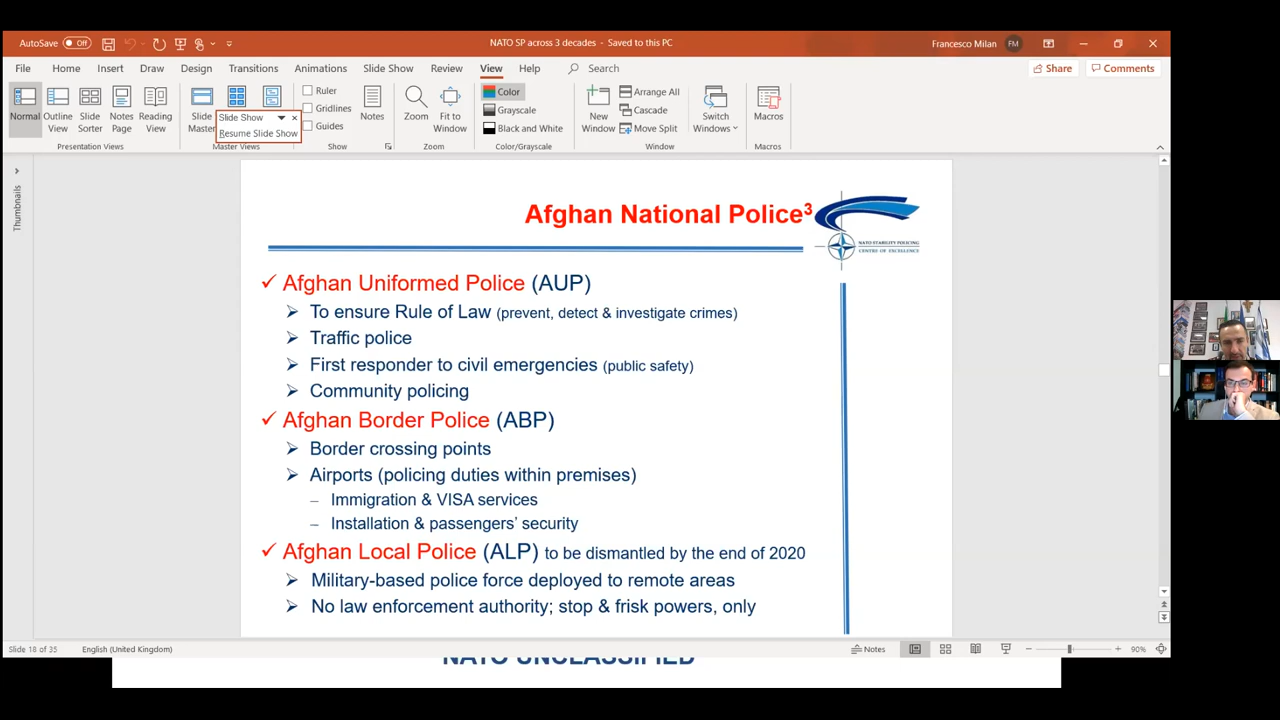 AutoSave Off
NATO SP across 3 decades - Saved to this PC
Francesco Milan FM
File Home Insert Draw Design Transitions Animations Slide Show Review View Help Search
Share Comments
Normal
Outline View
Slide Sorter
Notes Page
Reading View
Slide Master
Slide Show
Resume Slide Show
Ruler
Gridlines
Guides
Notes
Zoom
Fit to Window
Color
Grayscale
Black and White
New Window
Arrange All
Cascade
Move Split
Switch Windows
Macros
Presentation Views Master Views Show Zoom Color/Grayscale Window Macros
Thumbnails
Afghan National Police³
NATO STABILITY POLICING
CENTRE OF EXCELLENCE
✓ Afghan Uniformed Police (AUP)
➢ To ensure Rule of Law (prevent, detect & investigate crimes)
➢ Traffic police
➢ First responder to civil emergencies (public safety)
➢ Community policing
✓ Afghan Border Police (ABP)
➢ Border crossing points
➢ Airports (policing duties within premises)
– Immigration & VISA services
– Installation & passengers’ security
✓ Afghan Local Police (ALP) to be dismantled by the end of 2020
➢ Military-based police force deployed to remote areas
➢ No law enforcement authority; stop & frisk powers, only
Slide 18 of 35 English (United Kingdom)
Notes
90%
NATO UNCLASSIFIED